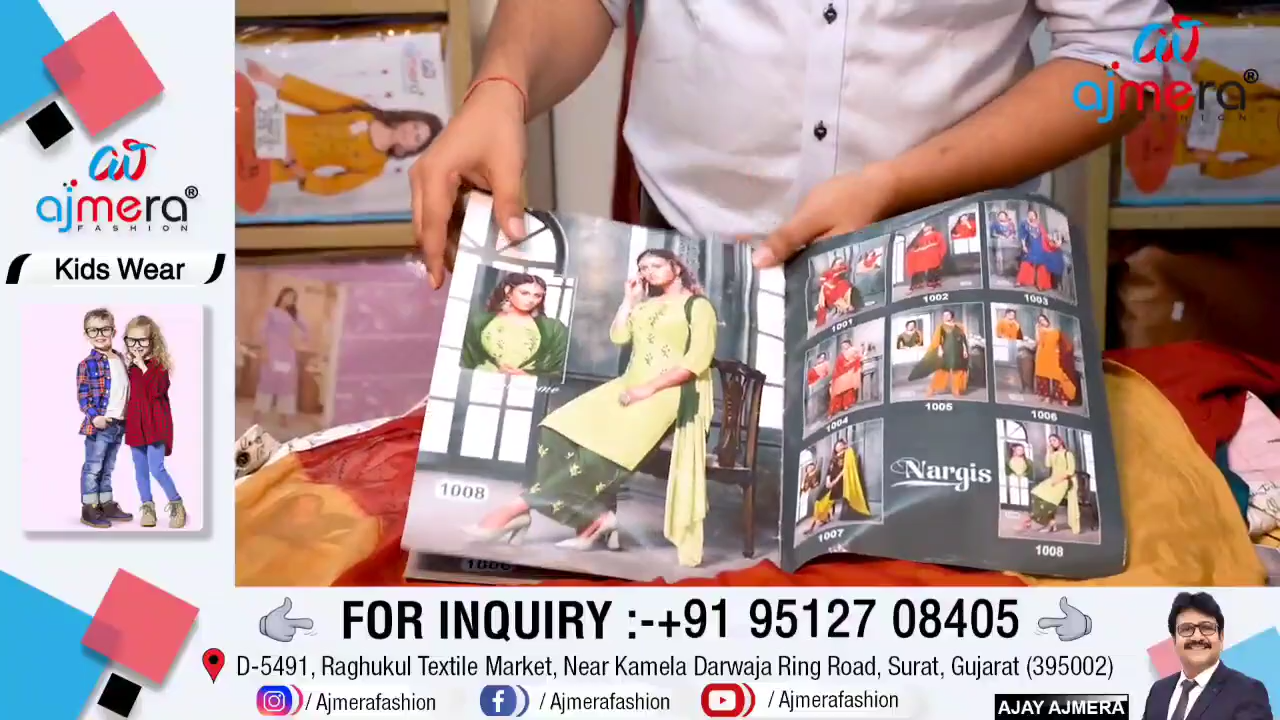 ajmera®
FASHION
Kids Wear
ajmera®
FASHION
1008
1001
1002
1003
1004
1005
1006
1007
Nargis
1008
FOR INQUIRY :-+91 95127 08405
D-5491, Raghukul Textile Market, Near Kamela Darwaja Ring Road, Surat, Gujarat (395002)
/ Ajmerafashion
/ Ajmerafashion
/ Ajmerafashion
AJAY AJMERA